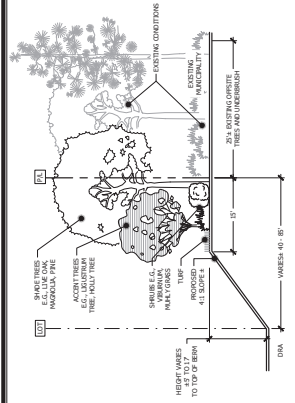 LOT
P/L
SHADE TREES
E.G., LIVE OAK,
MAGNOLIA, PINE
ACCENT TREES
E.G., LIGUSTRUM
TREE, HOLLY TREE
SHRUBS E.G.,
VIBURNUM,
MUHLY GRASS
TURF
PROPOSED
4:1 SLOPE ±
HEIGHT VARIES
±5' TO 17'
TO TOP OF BERM
EXISTING CONDITIONS
EXISTING
MUNICIPALITY
15'
25'± EXISTING OPPSITE
TREES AND UNDERBRUSH
DRA
VARIES± 40 - 85'